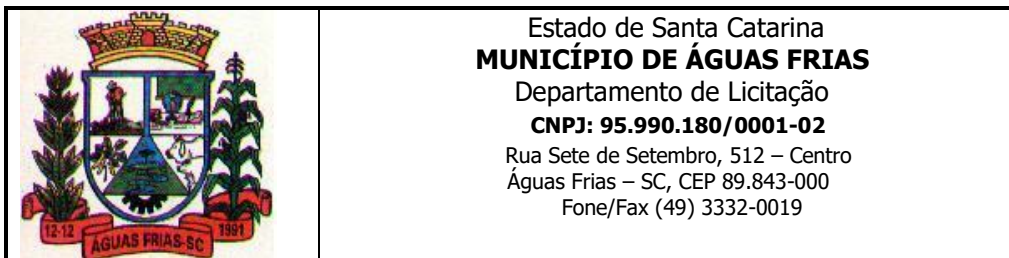 Estado de Santa Catarina
MUNICÍPIO DE ÁGUAS FRIAS
Departamento de Licitação
CNPJ: 95.990.180/0001-02
Rua Sete de Setembro, 512 – Centro
Águas Frias – SC, CEP 89.843-000
Fone/Fax (49) 3332-0019
12-12
ÁGUAS FRIAS-SC
1991